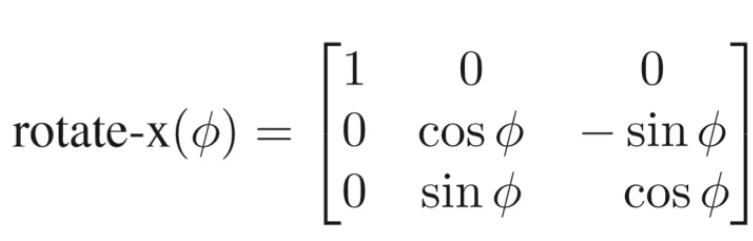 1 0 0
rotate-x(ϕ) = 0 cos ϕ − sin ϕ
0 sin ϕ cos ϕ